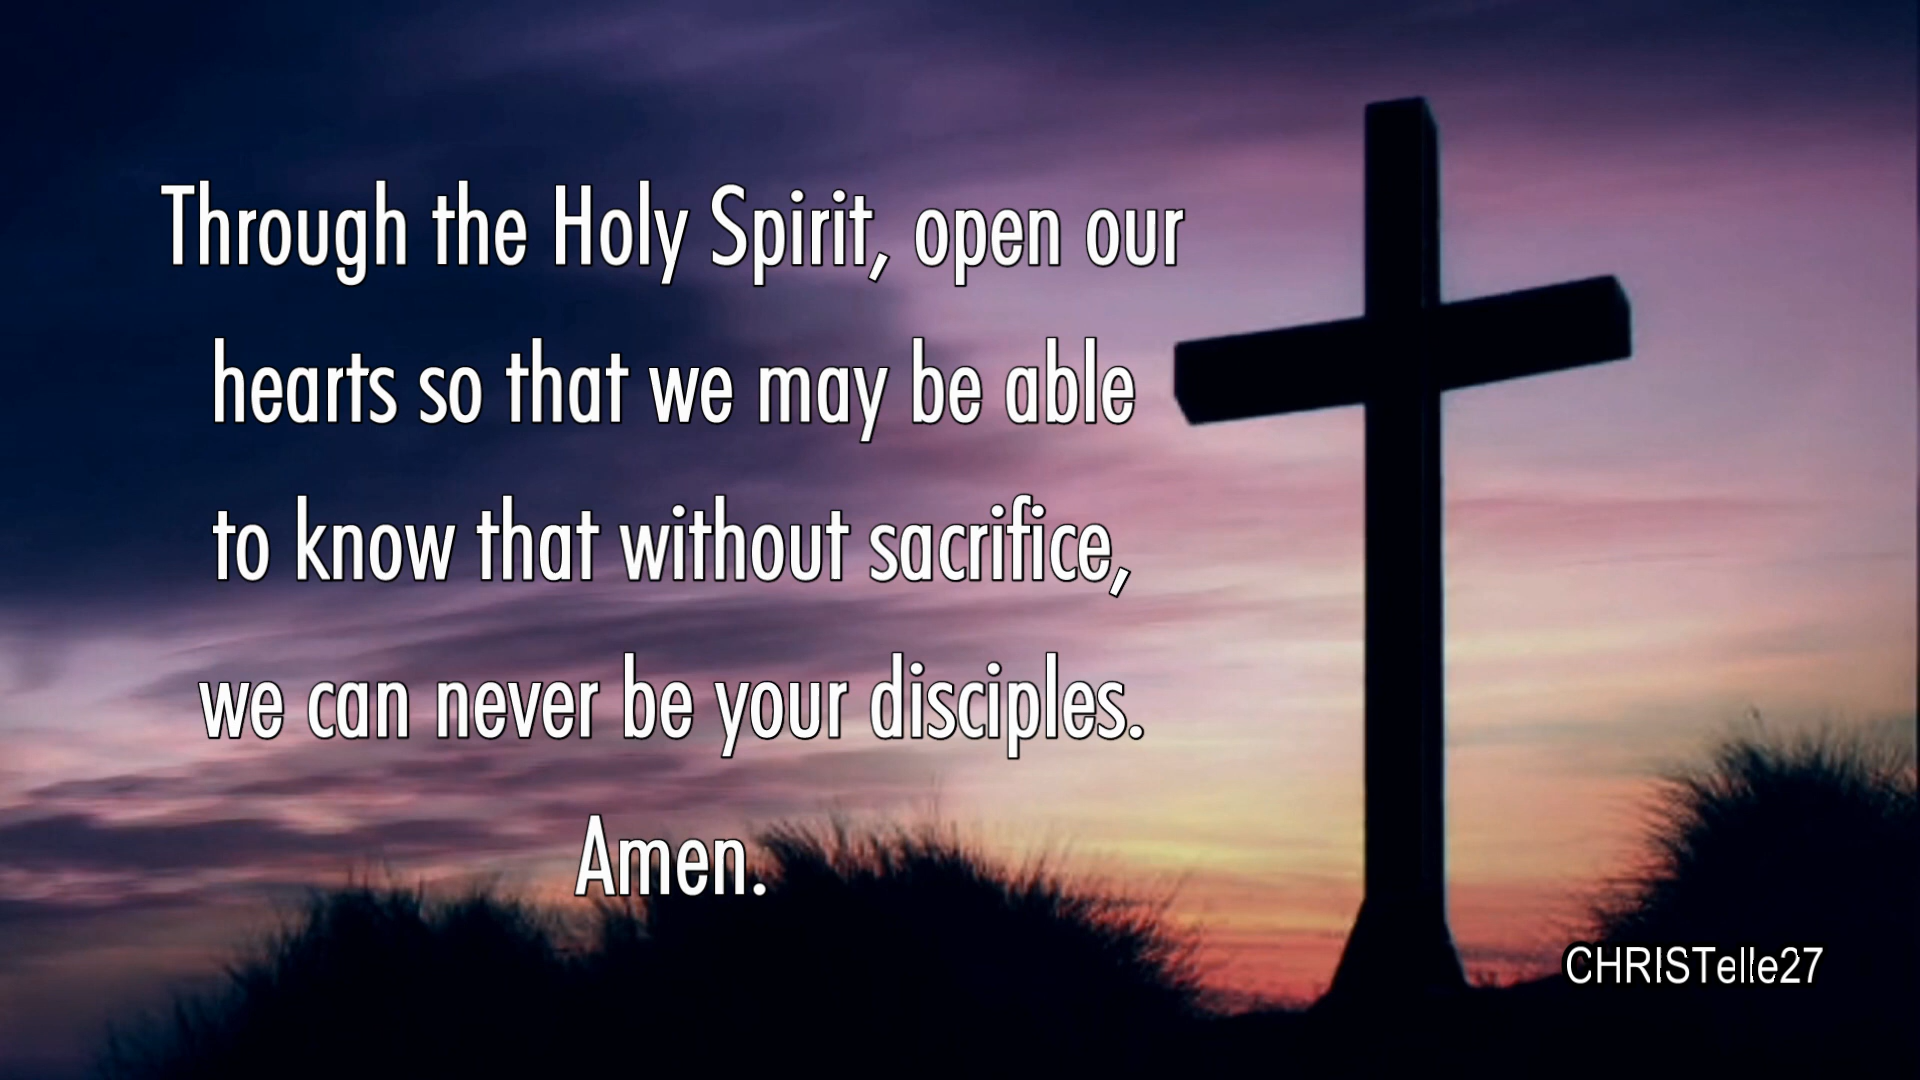 Through the Holy Spirit, open our
hearts so that we may be able
to know that without sacrifice,
we can never be your disciples.
Amen.
CHRISTelle27